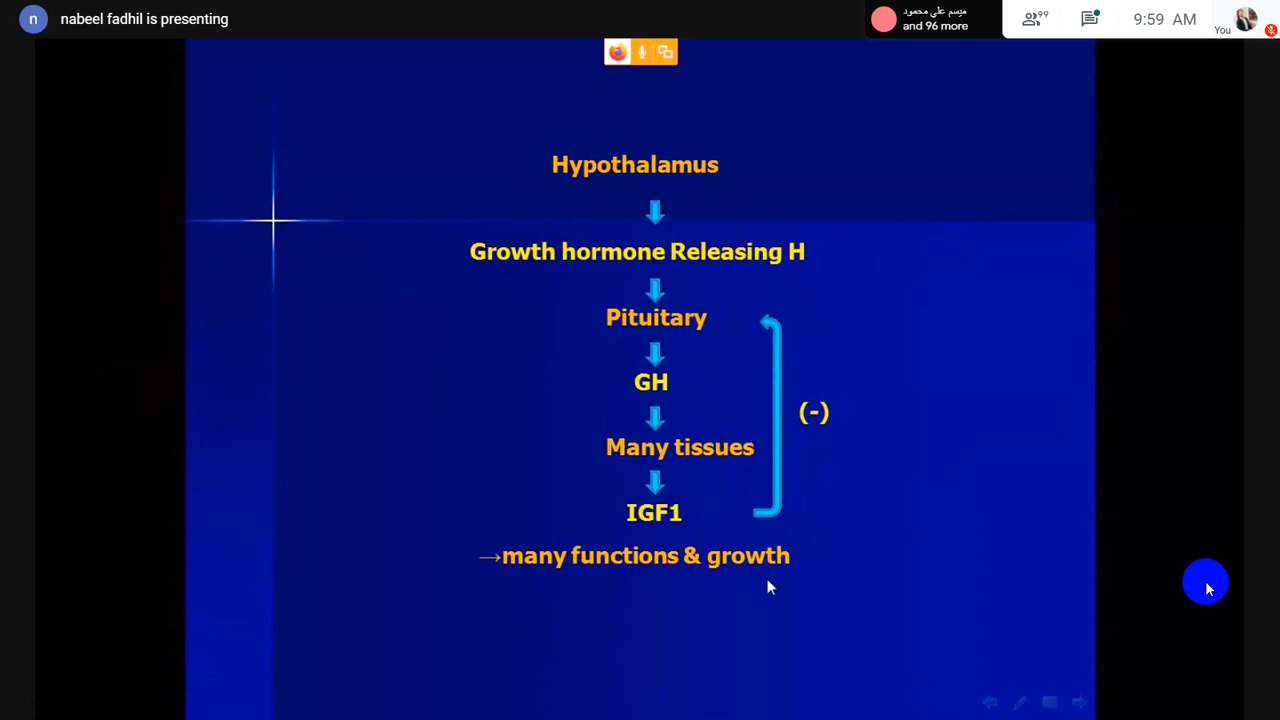 n
nabeel fadhil is presenting
ميسم علي محمود
and 96 more
99
9:59 AM
You
Hypothalamus
Growth hormone Releasing H
Pituitary
GH
(-)
Many tissues
IGF1
→many functions & growth